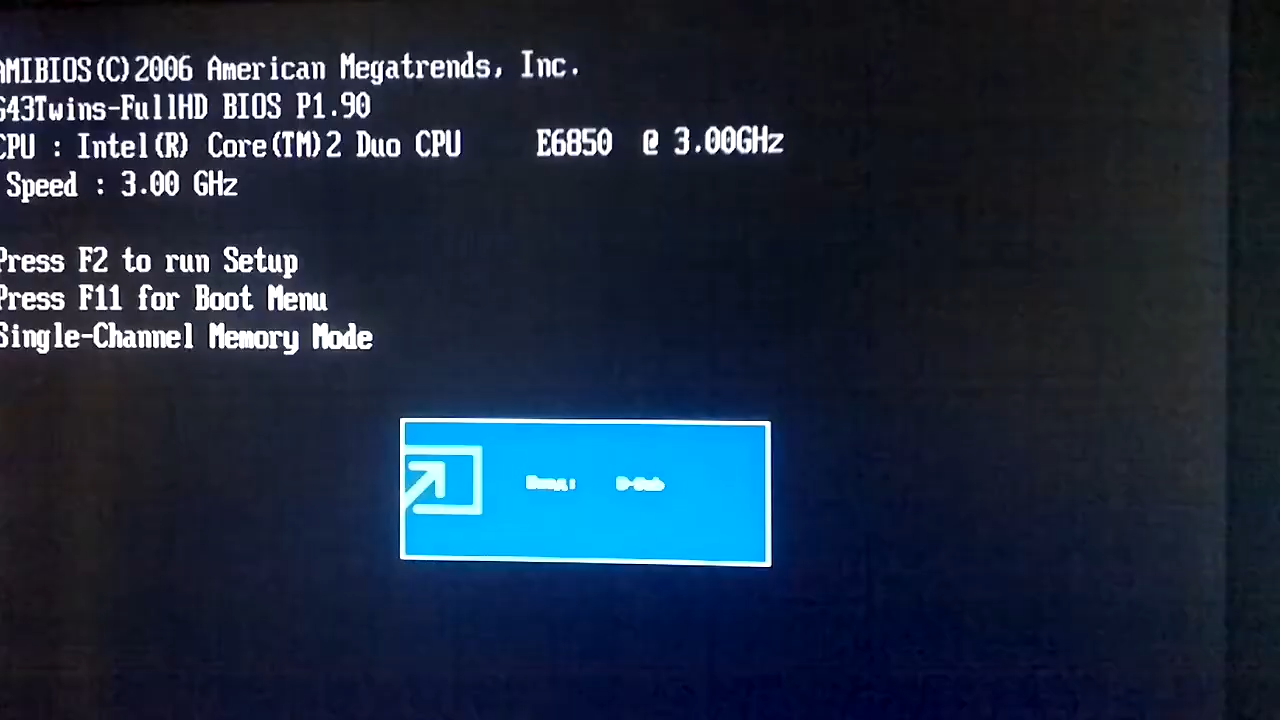 AMIBIOS(C)2006 American Megatrends, Inc.
G43Twins-FullHD BIOS P1.90
CPU : Intel(R) Core(TM)2 Duo CPU E6850 @ 3.00GHz
Speed : 3.00 GHz
Press F2 to run Setup
Press F11 for Boot Menu
Single-Channel Memory Mode
D-Sub